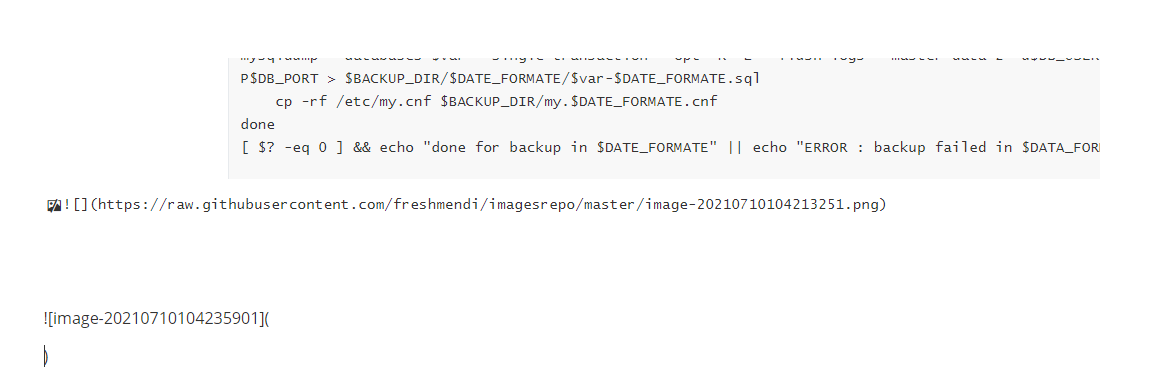 P$DB_PORT > $BACKUP_DIR/$DATE_FORMATE/$var-$DATE_FORMATE.sql
cp -rf /etc/my.cnf $BACKUP_DIR/my.$DATE_FORMATE.cnf
done
[ $? -eq 0 ] && echo "done for backup in $DATE_FORMATE" || echo "ERROR : backup failed in $DATA_FOR
![](https://raw.githubusercontent.com/freshmendi/imagesrepo/master/image-20210710104213251.png)
![image-20210710104235901](
)